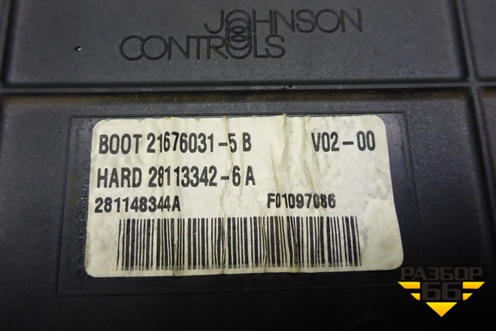 JOHNSON
CONTROLS
BOOT 21676031-5 B V02-00
HARD 28113342-6 A
281148344A F01097086
РАЗБОР
66